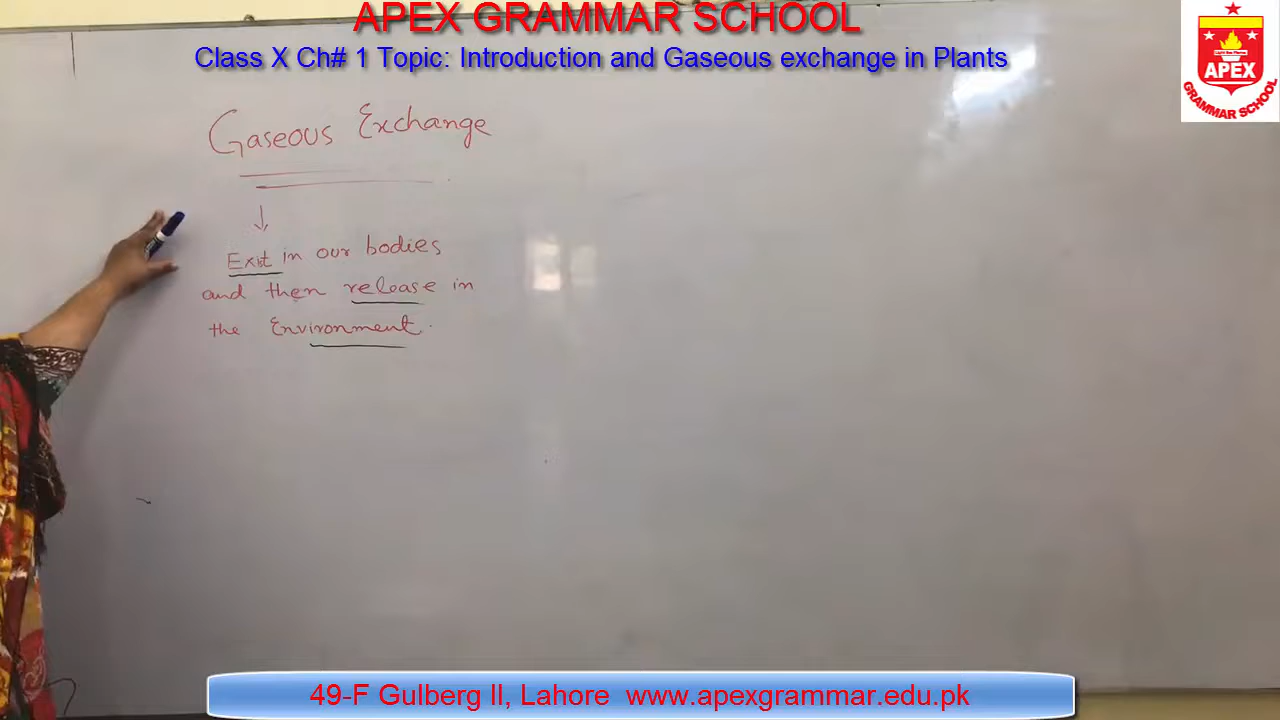 APEX GRAMMAR SCHOOL
Class X Ch# 1 Topic: Introduction and Gaseous exchange in Plants
APEX
GRAMMAR SCHOOL
Gaseous Exchange
Exist in our bodies
and then release in
the Environment.
49-F Gulberg II, Lahore www.apexgrammar.edu.pk